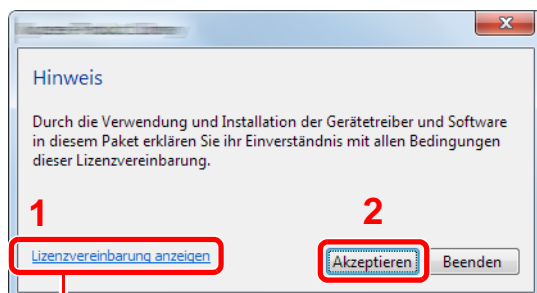 Hinweis
Durch die Verwendung und Installation der Gerätetreiber und Software
in diesem Paket erklären Sie ihr Einverständnis mit allen Bedingungen
dieser Lizenzvereinbarung.
1
2
Lizenzvereinbarung anzeigen
Akzeptieren
Beenden